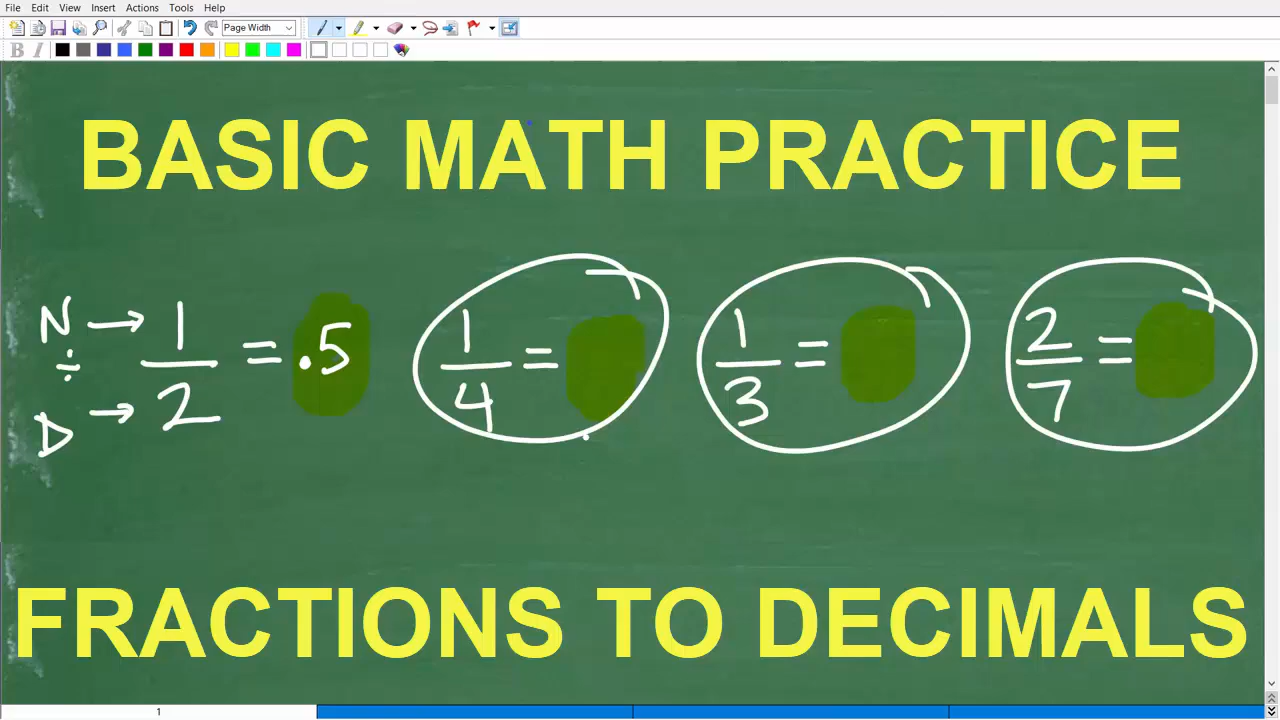 File Edit View Insert Actions Tools Help
Page Width
B I
BASIC MATH PRACTICE
N → 1/2 = .5
÷
D →
1/4 =
1/3 =
2/7 =
FRACTIONS TO DECIMALS
1